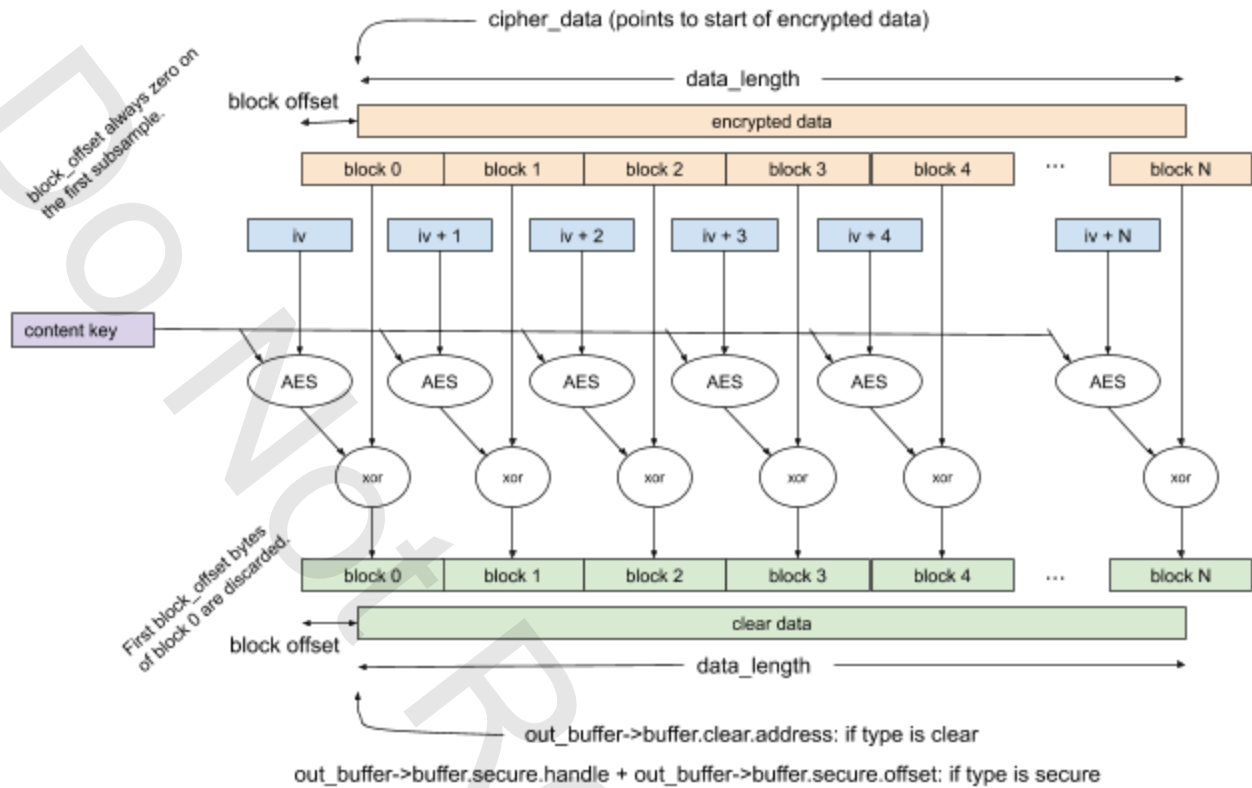 cipher_data (points to start of encrypted data)
data_length
block offset
block_offset always zero on
the first subsample.
encrypted data
block 0 block 1 block 2 block 3 block 4 ... block N
iv iv + 1 iv + 2 iv + 3 iv + 4 iv + N
content key
AES AES AES AES AES AES
xor xor xor xor xor xor
First block_offset bytes
of block 0 are discarded.
block 0 block 1 block 2 block 3 block 4 ... block N
clear data
block offset
data_length
out_buffer->buffer.clear.address: if type is clear
out_buffer->buffer.secure.handle + out_buffer->buffer.secure.offset: if type is secure
Do Not R